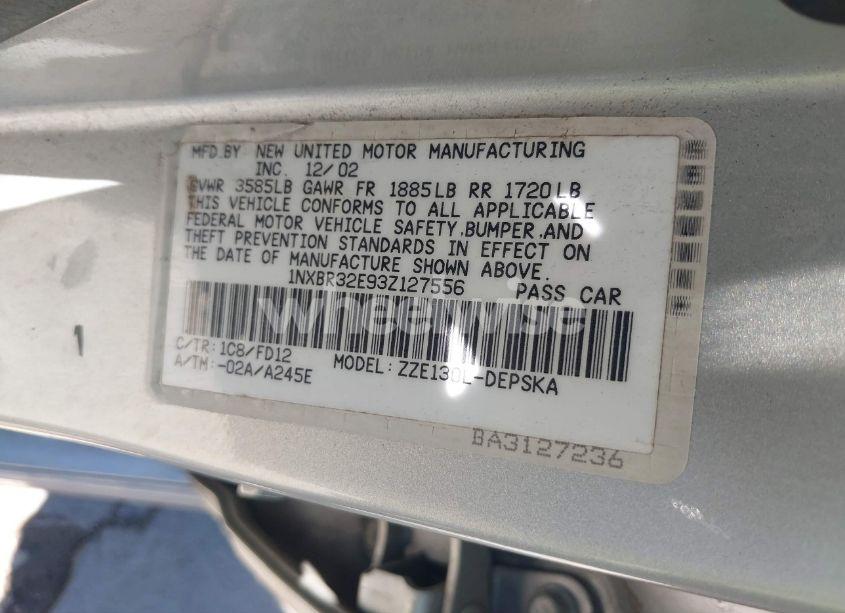 MFD.BY NEW UNITED MOTOR MANUFACTURING
INC. 12/02
GVWR 3585LB GAWR FR 1885LB RR 1720LB
THIS VEHICLE CONFORMS TO ALL APPLICABLE
FEDERAL MOTOR VEHICLE SAFETY,BUMPER,AND
THEFT PREVENTION STANDARDS IN EFFECT ON
THE DATE OF MANUFACTURE SHOWN ABOVE.
1NXBR32E93Z127556 PASS CAR
wheelwise
C/TR: 1C8/FD12 MODEL: ZZE130L-DEPSKA
A/TM: -02A/A245E
BA3127236